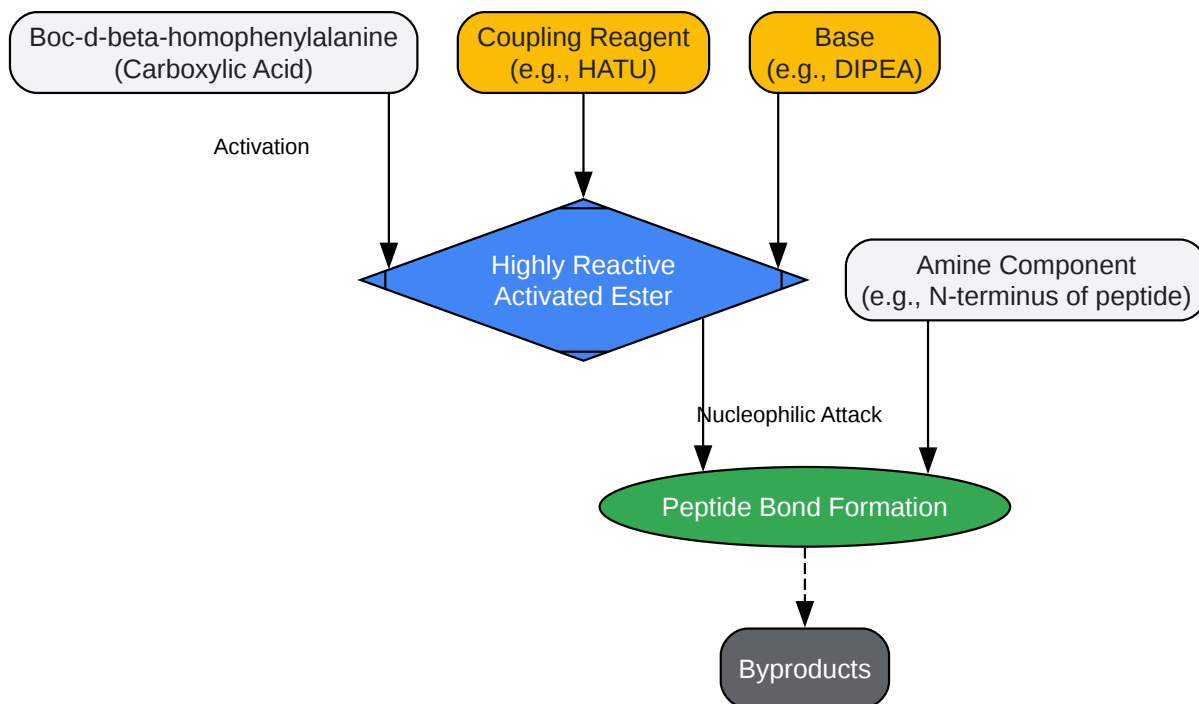 Boc-d-beta-homophenylalanine
(Carboxylic Acid)
Coupling Reagent
(e.g., HATU)
Base
(e.g., DIPEA)
Activation
Highly Reactive
Activated Ester
Amine Component
(e.g., N-terminus of peptide)
Nucleophilic Attack
Peptide Bond Formation
Byproducts